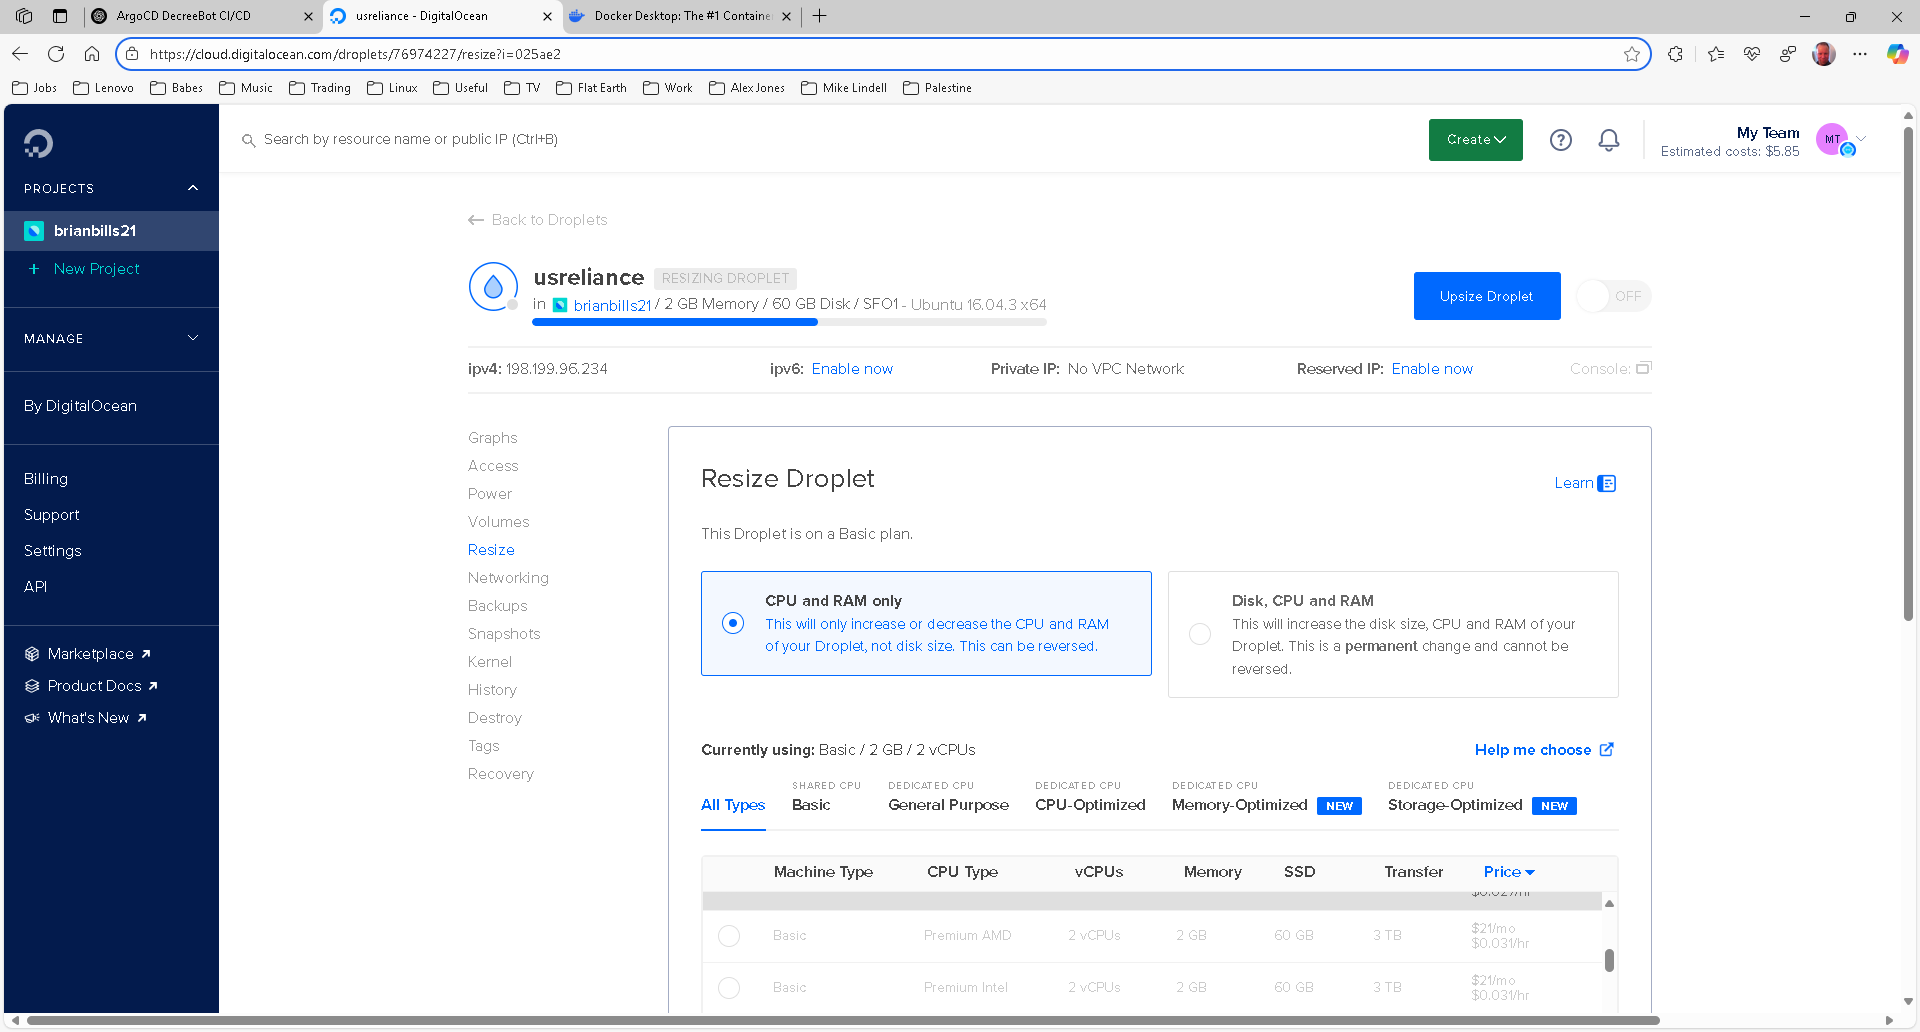 ArgoCD DecreeBot CI/CD
usreliance - DigitalOcean
Docker Desktop: The #1 Containe
https://cloud.digitalocean.com/droplets/76974227/resize?i=025ae2
Jobs Lenovo Babes Music Trading Linux Useful TV Flat Earth Work Alex Jones Mike Lindell Palestine
Search by resource name or public IP (Ctrl+B)
Create
My Team
Estimated costs: $5.85
MT
PROJECTS
brianbills21
+ New Project
MANAGE
By DigitalOcean
Billing
Support
Settings
API
Marketplace
Product Docs
What's New
Back to Droplets
usreliance RESIZING DROPLET
in brianbills21 / 2 GB Memory / 60 GB Disk / SFO1 - Ubuntu 16.04.3 x64
Upsize Droplet
OFF
ipv4: 198.199.96.234 ipv6: Enable now Private IP: No VPC Network Reserved IP: Enable now Console:
Graphs
Access
Power
Volumes
Resize
Networking
Backups
Snapshots
Kernel
History
Destroy
Tags
Recovery
Resize Droplet
Learn
This Droplet is on a Basic plan.
CPU and RAM only
This will only increase or decrease the CPU and RAM
of your Droplet, not disk size. This can be reversed.
Disk, CPU and RAM
This will increase the disk size, CPU and RAM of your
Droplet. This is a permanent change and cannot be
reversed.
Currently using: Basic / 2 GB / 2 vCPUs
Help me choose
All Types
SHARED CPU
Basic
DEDICATED CPU
General Purpose
DEDICATED CPU
CPU-Optimized
DEDICATED CPU
Memory-Optimized NEW
DEDICATED CPU
Storage-Optimized NEW
Machine Type CPU Type vCPUs Memory SSD Transfer Price
$0.027/hr
Basic Premium AMD 2 vCPUs 2 GB 60 GB 3 TB $21/mo
$0.031/hr
Basic Premium Intel 2 vCPUs 2 GB 60 GB 3 TB $21/mo
$0.031/hr